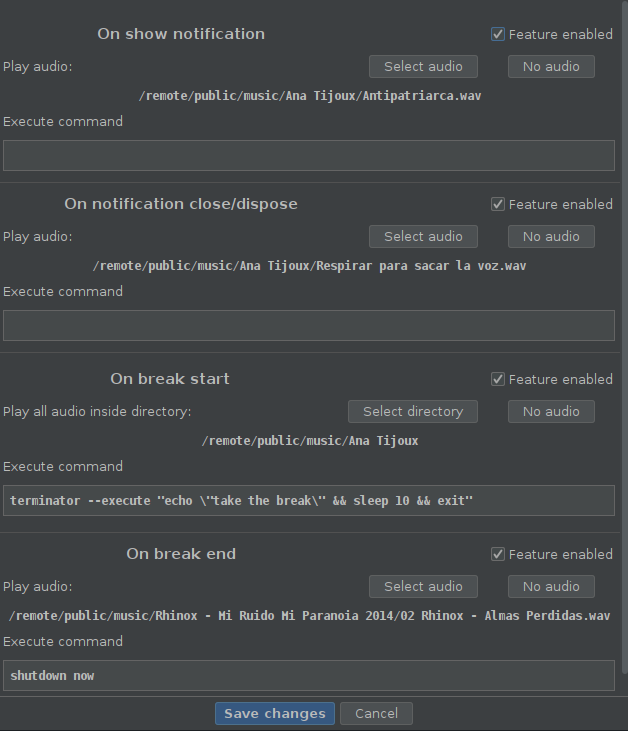 On show notification
Feature enabled
Play audio:
Select audio
No audio
/remote/public/music/Ana Tijoux/Antipatriarca.wav
Execute command
On notification close/dispose
Feature enabled
Play audio:
Select audio
No audio
/remote/public/music/Ana Tijoux/Respirar para sacar la voz.wav
Execute command
On break start
Feature enabled
Play all audio inside directory:
Select directory
No audio
/remote/public/music/Ana Tijoux
Execute command
terminator --execute "echo \"take the break\" && sleep 10 && exit"
On break end
Feature enabled
Play audio:
Select audio
No audio
/remote/public/music/Rhinox - Mi Ruido Mi Paranoia 2014/02 Rhinox - Almas Perdidas.wav
Execute command
shutdown now
Save changes
Cancel